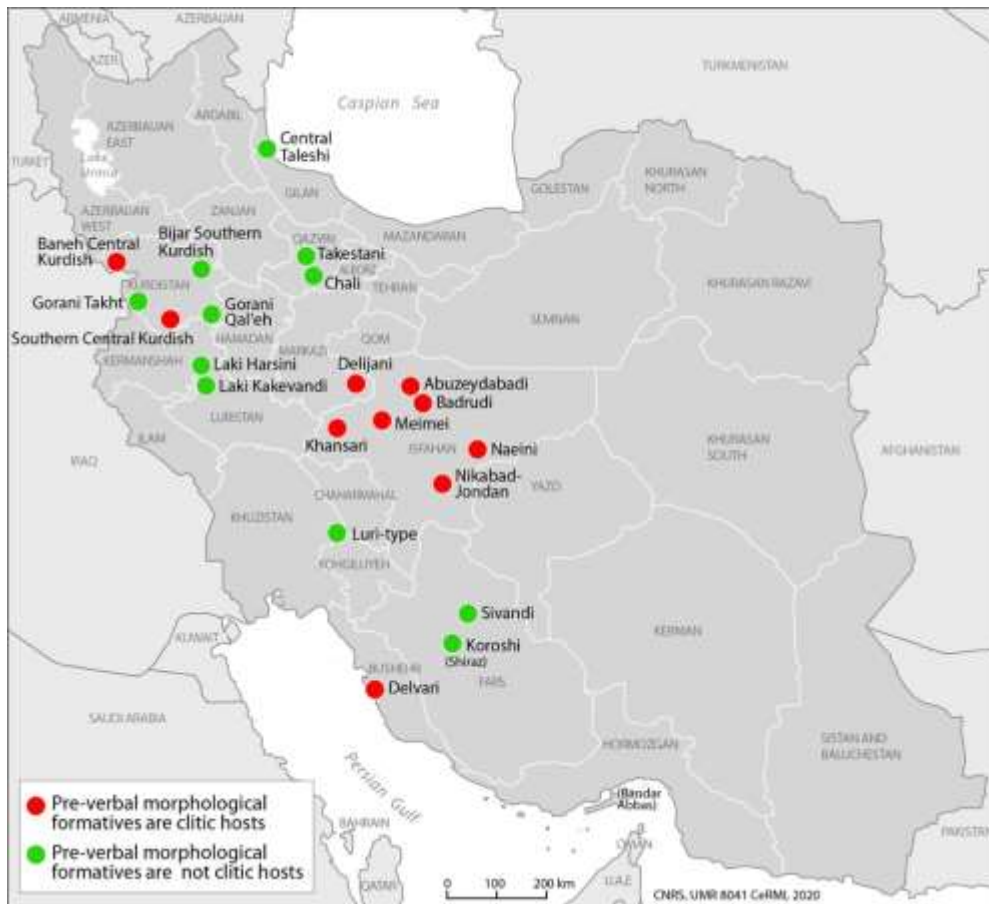 ARMENIA
AZERBAIJAN
AZER
TURKMENISTAN
Caspian Sea
ARDABIL
AZERBAIJAN
EAST
TURKEY
Lake
Urmia
Central
Taleshi
GILAN
GOLESTAN
KHURASAN
NORTH
AZERBAIJAN
WEST
ZANJAN
MAZANDARAN
Baneh Central
Kurdish
Bijar Southern
Kurdish
QAZVIN
Takestani
ALBORZ
Chali
TEHRAN
KHURASAN RAZAVI
KURDISTAN
Gorani Takht
Gorani
Qal'eh
SEMNAN
Southern Central Kurdish
HAMADAN
QOM
MARKAZI
KERMANSHAH
Laki Harsini
Delijani
Abuzeydabadi
Laki Kakevandi
Badrudi
LURISTAN
Meimei
ILAM
Khansari
ISFAHAN
Naeini
KHURASAN
SOUTH
AFGHANISTAN
IRAQ
Nikabad-
Jondan
YAZD
CHAHARMAHAL
KHUZISTAN
Luri-type
KOHGILUYEH
Sivandi
KERMAN
KUWAIT
Koroshi
(Shiraz)
BUSHEHR
FARS
Delvari
SAUDI ARABIA
SISTAN AND
BALUCHESTAN
HORMOZGAN
Persian Gulf
(Bandar
Abbas)
Pre-verbal morphological
formatives are clitic hosts
BAHRAIN
OMAN
PAKISTAN
Pre-verbal morphological
formatives are not clitic hosts
QATAR
U.A.E
0 100 200 km
CNRS, UMR 8041 CeRMI, 2020